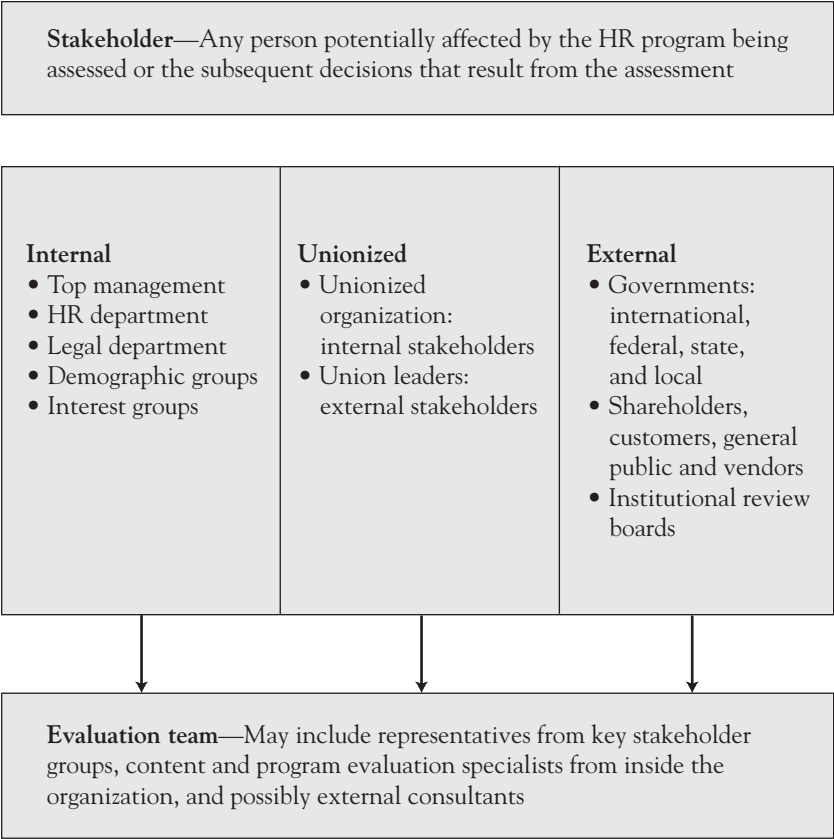 Stakeholder—Any person potentially affected by the HR program being
assessed or the subsequent decisions that result from the assessment
Internal
• Top management
• HR department
• Legal department
• Demographic groups
• Interest groups
Unionized
• Unionized
organization:
internal stakeholders
• Union leaders:
external stakeholders
External
• Governments:
international,
federal, state,
and local
• Shareholders,
customers, general
public and vendors
• Institutional review
boards
Evaluation team—May include representatives from key stakeholder
groups, content and program evaluation specialists from inside the
organization, and possibly external consultants